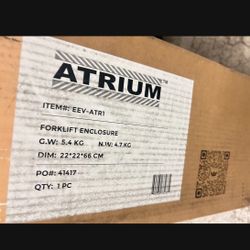 ATRIUM™
ITEM#: EEV-ATR1
FORKLIFT ENCLOSURE
G.W: 5.4 KG N.W: 4.7 KG
DIM: 22*22*66 CM
PO#: 41417
QTY: 1 PC